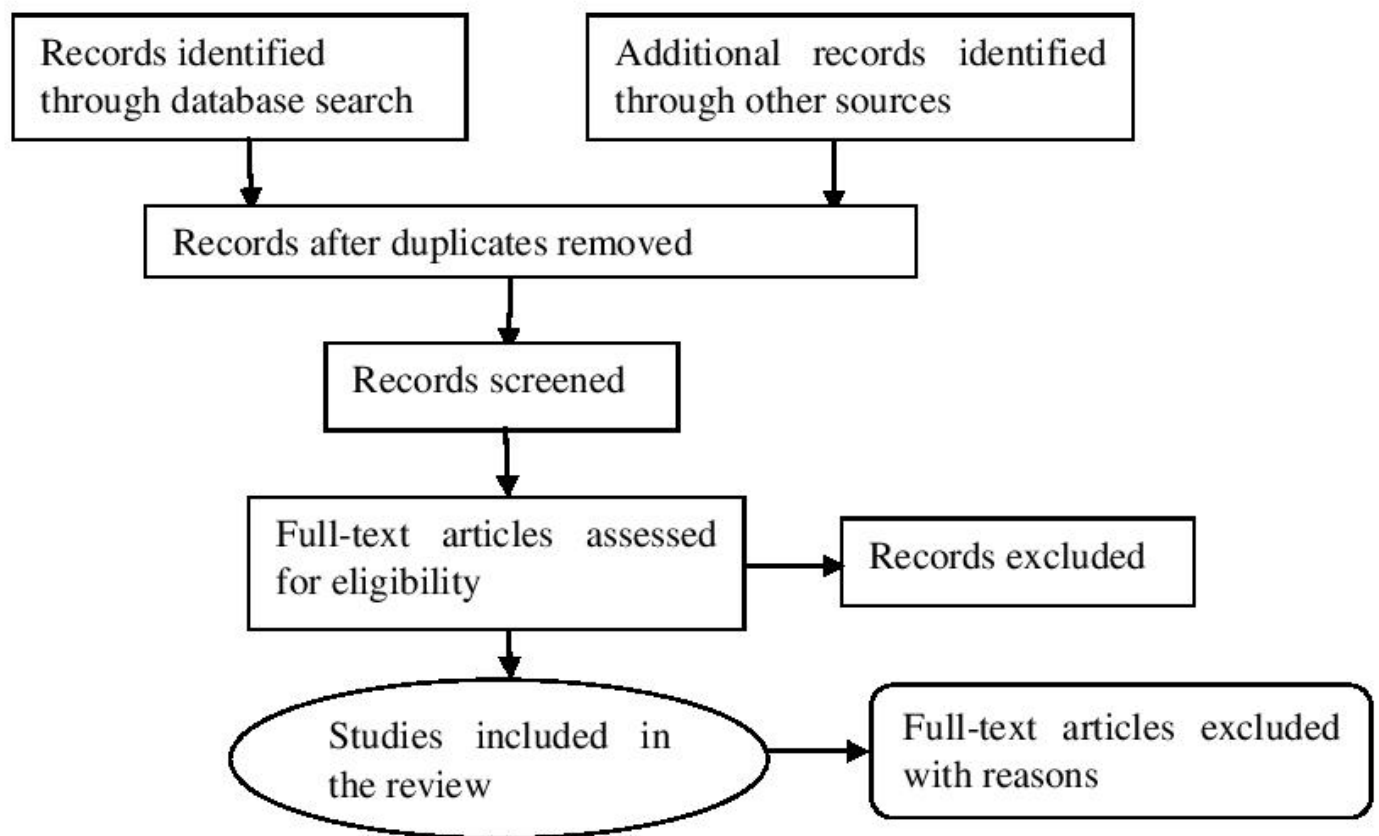 Records identified
through database search
Additional records identified
through other sources
Records after duplicates removed
Records screened
Full-text articles assessed
for eligibility
Records excluded
Studies included in
the review
Full-text articles excluded
with reasons